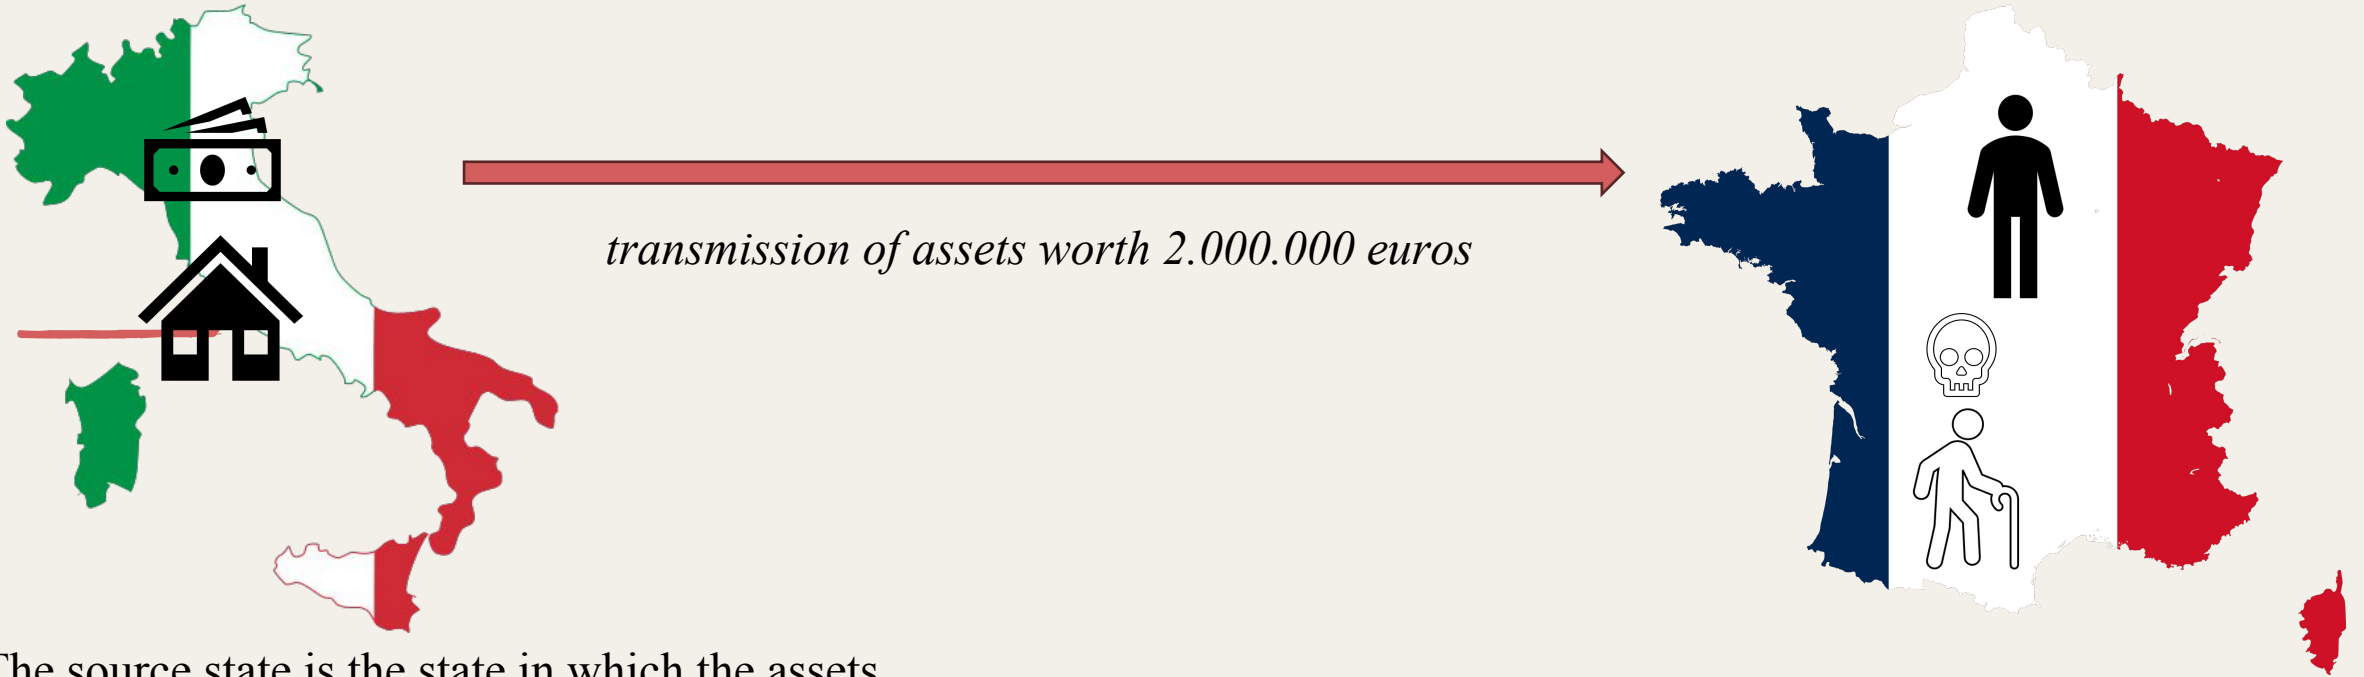 transmission of assets worth 2.000.000 euros
The source state is the state in which the assets